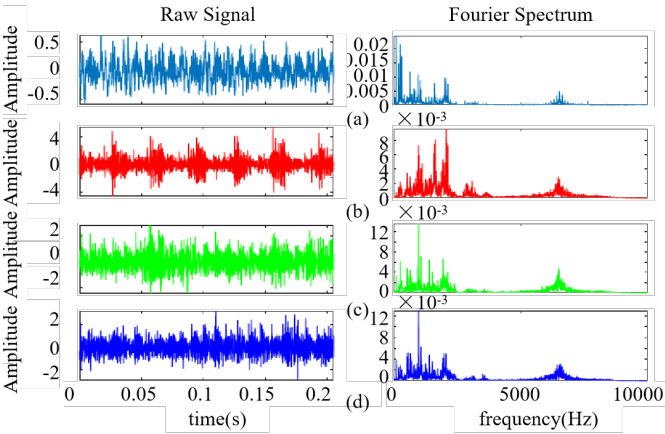 Raw Signal Fourier Spectrum
Amplitude 0.5 0 -0.5 0.02 0.015 0.01 0.005 0
(a) × 10⁻³
Amplitude 4 2 0 -2 -4 8 6 4 2 0
(b) × 10⁻³
Amplitude 2 0 -2 12 8 4 0
(c) × 10⁻³
Amplitude 2 0 -2 12 8 4 0
0 0.05 0.1 0.15 0.2 (d) 0 5000 10000
time(s) frequency(Hz)